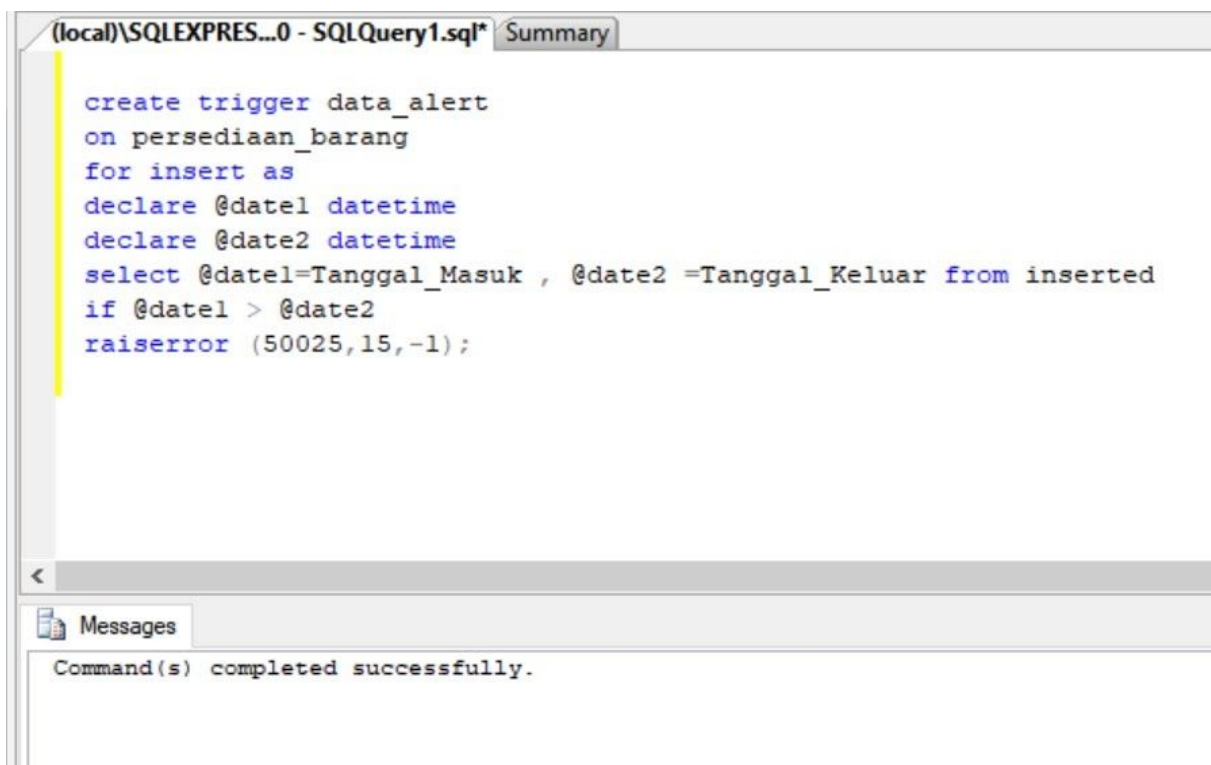 (local)\SQLEXPRES...0 - SQLQuery1.sql* Summary
create trigger data_alert
on persediaan_barang
for insert as
declare @date1 datetime
declare @date2 datetime
select @date1=Tanggal_Masuk , @date2 =Tanggal_Keluar from inserted
if @date1 > @date2
raiserror (50025,15,-1);
Messages
Command(s) completed successfully.